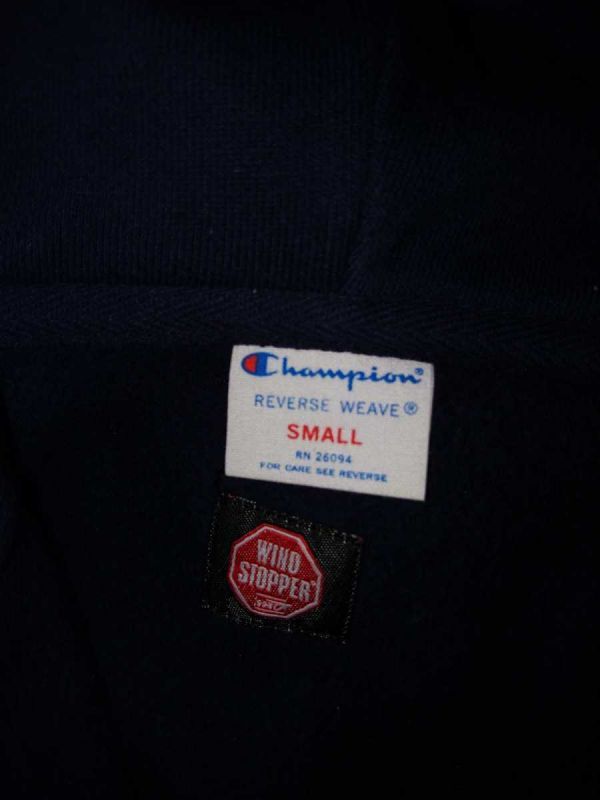 Champion®
REVERSE WEAVE®
SMALL
RN 26094
FOR CARE SEE REVERSE
WIND
STOPPER